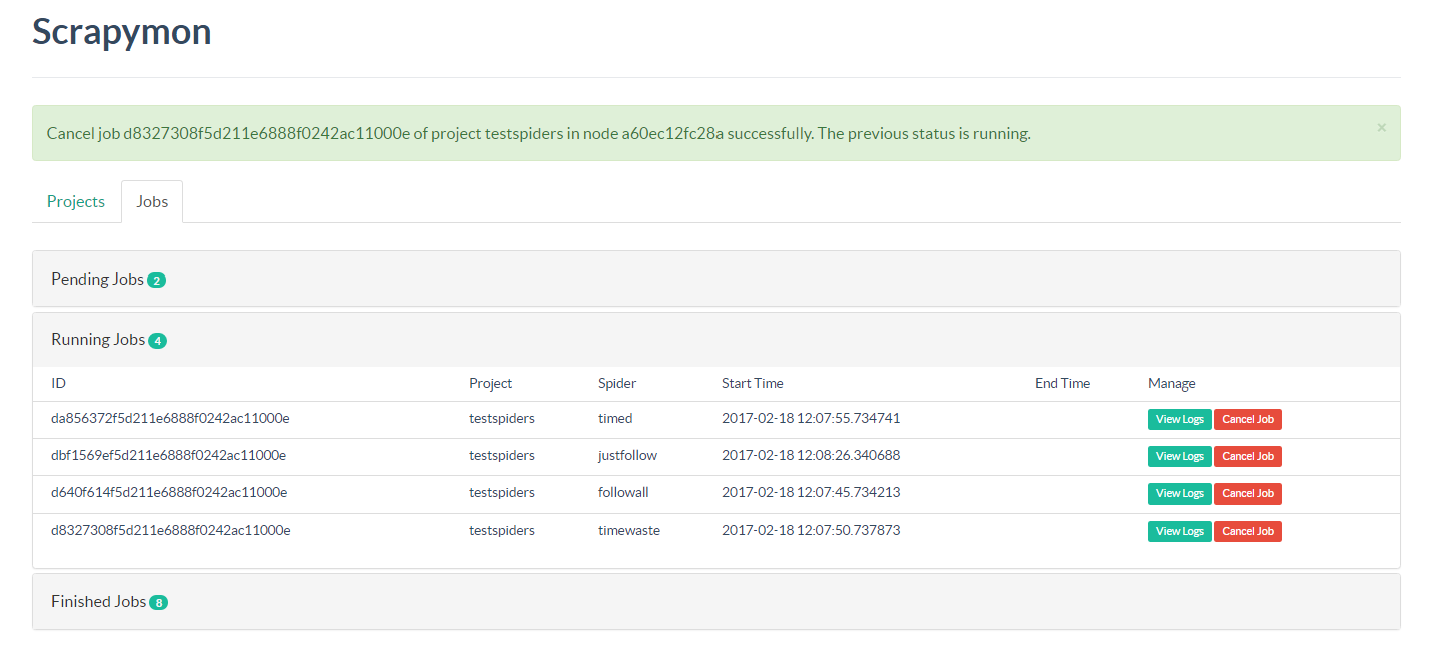 Scrapymon
Cancel job d8327308f5d211e6888f0242ac11000e of project testspiders in node a60ec12fc28a successfully. The previous status is running. ×
Projects Jobs
Pending Jobs 2
Running Jobs 4
ID Project Spider Start Time End Time Manage
da856372f5d211e6888f0242ac11000e testspiders timed 2017-02-18 12:07:55.734741 View Logs Cancel Job
dbf1569ef5d211e6888f0242ac11000e testspiders justfollow 2017-02-18 12:08:26.340688 View Logs Cancel Job
d640f614f5d211e6888f0242ac11000e testspiders followall 2017-02-18 12:07:45.734213 View Logs Cancel Job
d8327308f5d211e6888f0242ac11000e testspiders timewaste 2017-02-18 12:07:50.737873 View Logs Cancel Job
Finished Jobs 8